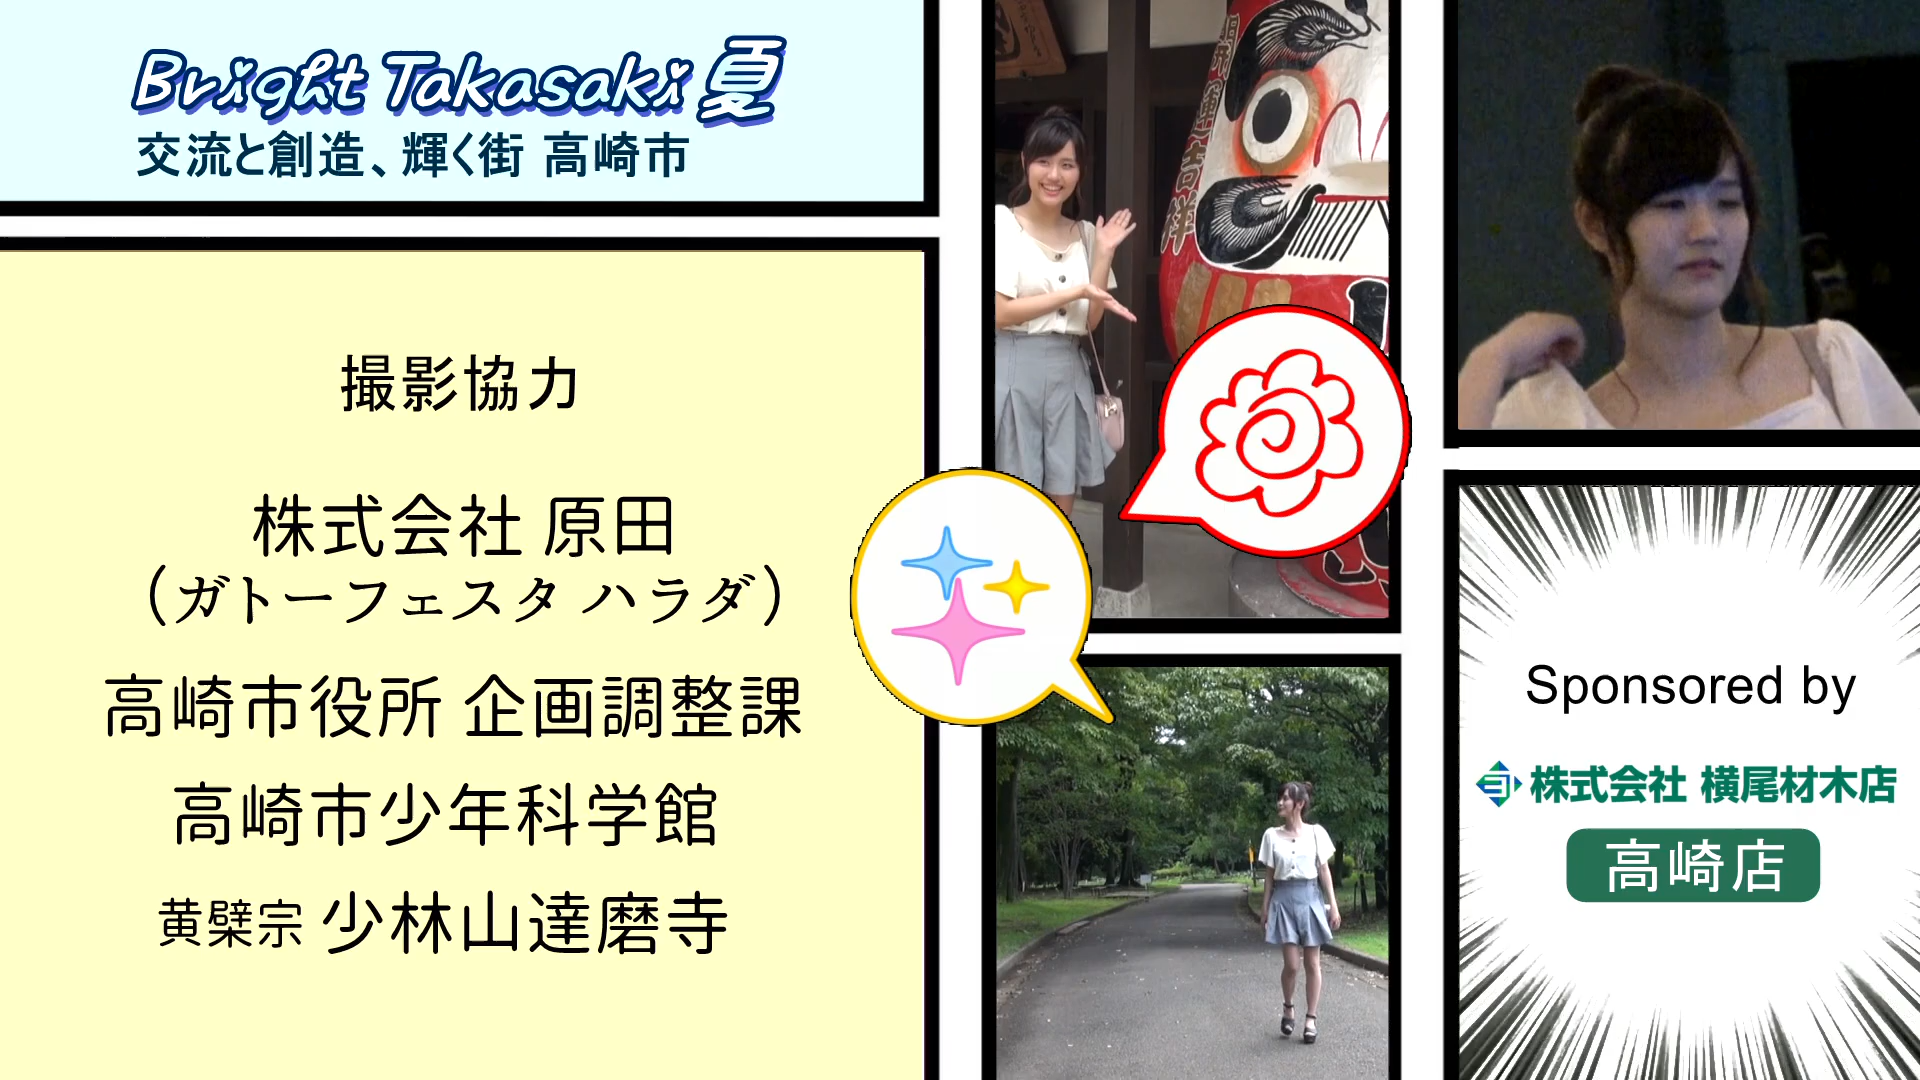 Bright Takasaki 夏
交流と創造、輝く街 高崎市
撮影協力
株式会社 原田
（ガトーフェスタ ハラダ）
高崎市役所 企画調整課
高崎市少年科学館
黄檗宗 少林山達磨寺
Sponsored by
株式会社 横尾材木店
高崎店